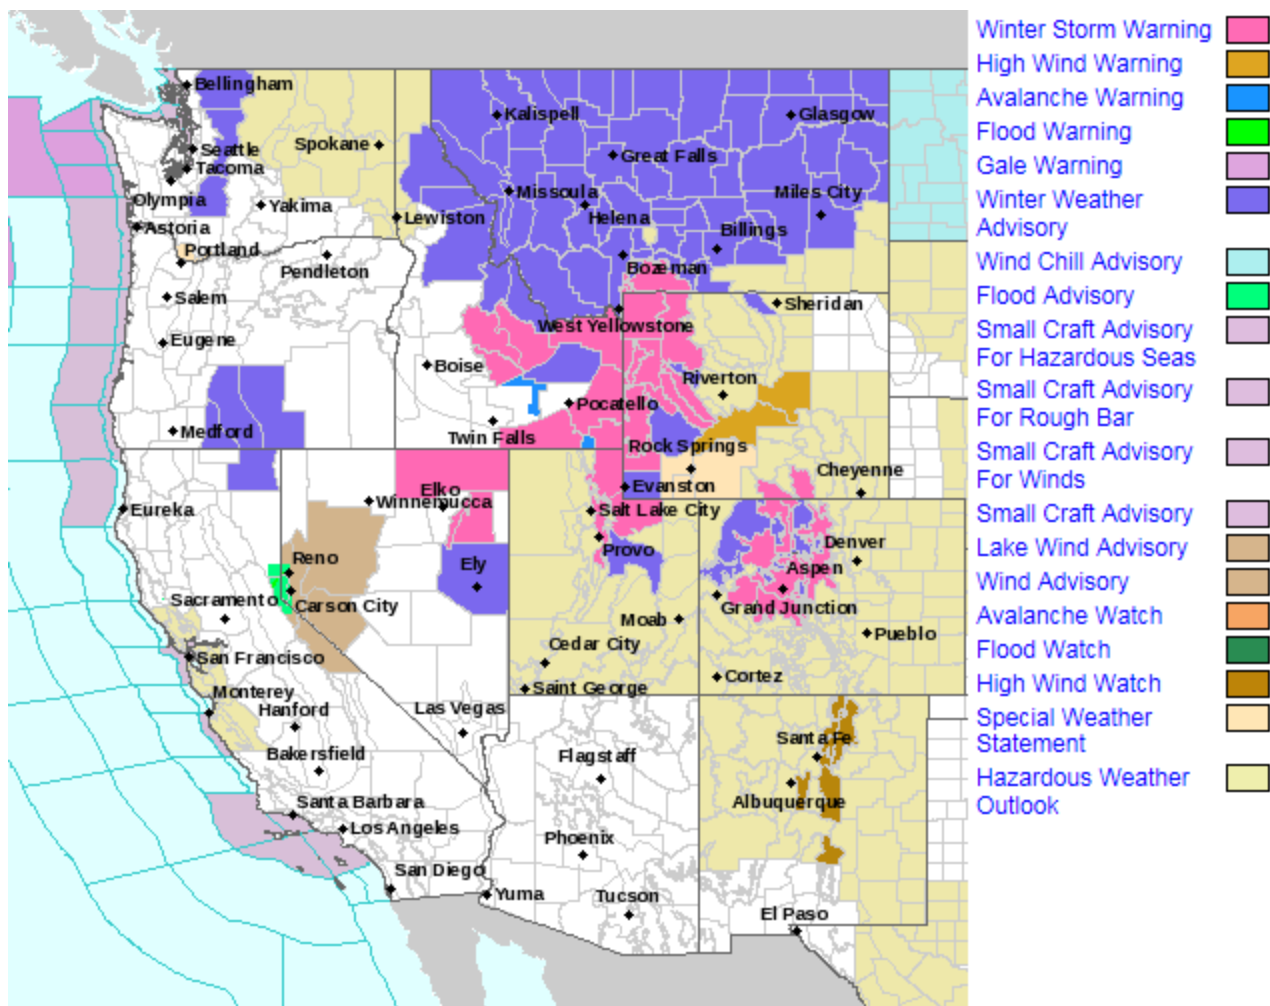 Bellingham
Seattle
Tacoma
Olympia
Yakima
Spokane
Lewiston
Astoria
Portland
Pendleton
Salem
Eugene
Medford
Kalispell
Glasgow
Great Falls
Missoula
Miles City
Helena
Billings
Bozeman
West Yellowstone
Sheridan
Boise
Riverton
Pocatello
Twin Falls
Rock Springs
Cheyenne
Evanston
Elko
Winnemucca
Eureka
Salt Lake City
Provo
Denver
Aspen
Reno
Ely
Sacramento
Carson City
Grand Junction
Moab
Pueblo
Cedar City
San Francisco
Cortez
Saint George
Monterey
Hanford
Las Vegas
Bakersfield
Flagstaff
Santa Fe
Albuquerque
Santa Barbara
Los Angeles
Phoenix
San Diego
Yuma
Tucson
El Paso
Winter Storm Warning
High Wind Warning
Avalanche Warning
Flood Warning
Gale Warning
Winter Weather
Advisory
Wind Chill Advisory
Flood Advisory
Small Craft Advisory
For Hazardous Seas
Small Craft Advisory
For Rough Bar
Small Craft Advisory
For Winds
Small Craft Advisory
Lake Wind Advisory
Wind Advisory
Avalanche Watch
Flood Watch
High Wind Watch
Special Weather
Statement
Hazardous Weather
Outlook